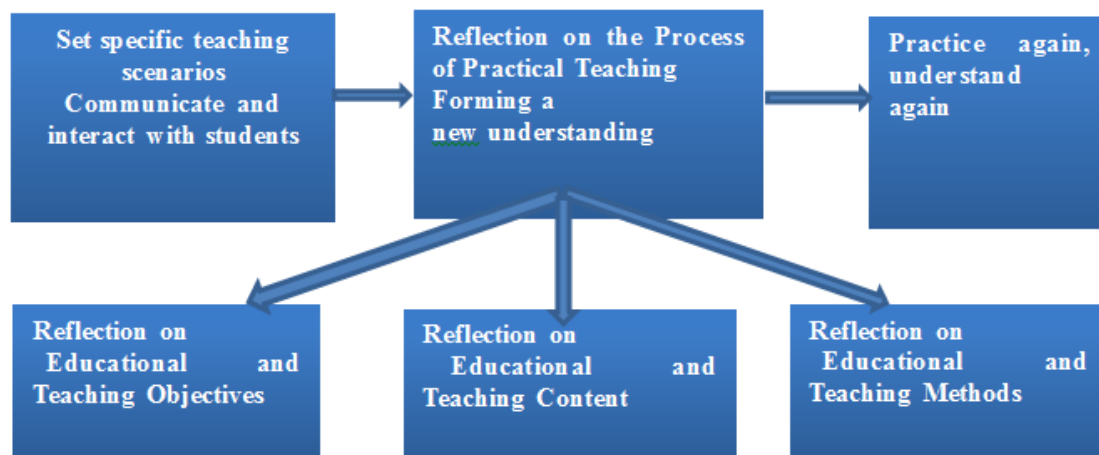 Set specific teaching
scenarios
Communicate and
interact with students
Reflection on the Process
of Practical Teaching
Forming a
new understanding
Practice again,
understand
again
Reflection on
Educational and
Teaching Objectives
Reflection on
Educational and
Teaching Content
Reflection on
Educational and
Teaching Methods